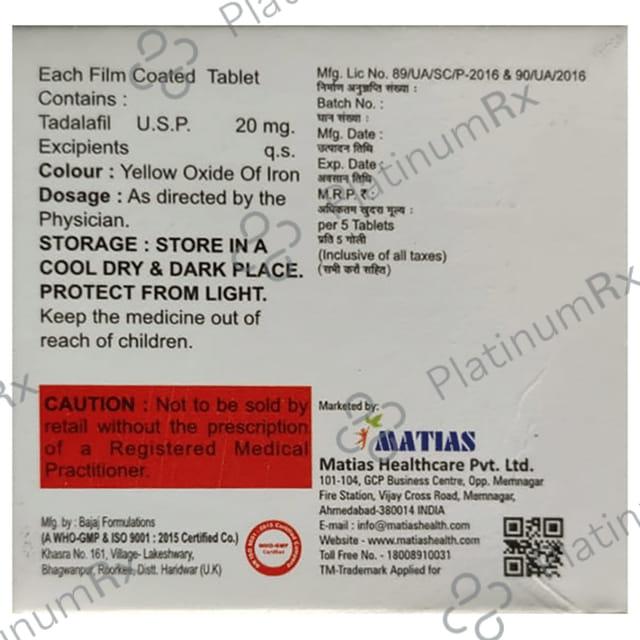 Each Film Coated Tablet
Contains :
Tadalafil U.S.P. 20 mg.
Excipients q.s.
Colour : Yellow Oxide Of Iron
Dosage : As directed by the
Physician.
STORAGE : STORE IN A
COOL DRY & DARK PLACE.
PROTECT FROM LIGHT.
Keep the medicine out of
reach of children.
CAUTION : Not to be sold by
retail without the prescription
of a Registered Medical
Practitioner.
Mfg. by : Bajaj Formulations
(A WHO-GMP & ISO 9001 : 2015 Certified Co.)
Khasra No. 161, Village- Lakeshwary,
Bhagwanpur, Roorkee, Distt. Haridwar (U.K)
WHO-GMP
Certified
Mfg. Lic No. 89/UA/SC/P-2016 & 90/UA/2016
निर्माण अनुज्ञप्ति संख्या :
Batch No. :
घान संख्या :
Mfg. Date :
उत्पादन तिथि
Exp. Date :
अवसान तिथि
M.R.P. ₹ :
अधिकतम खुदरा मूल्य :
per 5 Tablets
प्रति 5 गोली
(Inclusive of all taxes)
(सभी करों सहित)
Marketed by:
MATIAS
Matias Healthcare Pvt. Ltd.
101-104, GCP Business Centre, Opp. Memnagar
Fire Station, Vijay Cross Road, Memnagar,
Ahmedabad-380014 INDIA
E-mail : info@matiashealth.com
Website - www.matiashealth.com
Toll Free No. - 18008910031
TM-Trademark Applied for
PlatinumRx
PlatinumRx
PlatinumRx
PlatinumRx